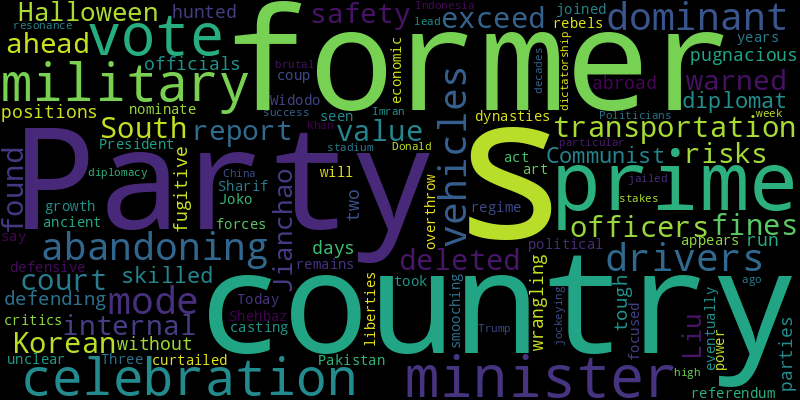 Halloween hunted safety Indonesia joined
resonance lead exceed rebels dominant
ahead vote former years
officials brutal economic decades pugnacious
military coup dictatorship abroad warned
positions Widodo seen Imran Politicians diplomat
nominate success dynasties week
South report value transportation
President Khan stadium Donald particular
found Party s act Communist risks
China will art jailed
diplomacy Sharif two prime
growth Joko regime stakes
ancient fugitive Jianchao overthrow vehicles officers fines
say forces appears run
abandoning days political
defensive remains deleted drivers
court skilled took ago
defending mode Today country wrangling tough
critics Shehbaz liberties smooching focused Liu eventually
internal casting Trump jockeying power parties
Korean without
unclear Three curtailed Pakistan high
celebration minister referendum